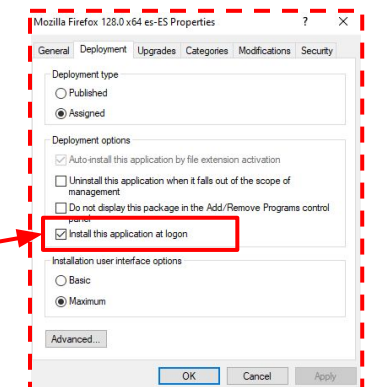 Mozilla Firefox 128.0 x64 es-ES Properties ? ×
General Deployment Upgrades Categories Modifications Security
Deployment type
Published
Assigned
Deployment options
Auto-install this application by file extension activation
Uninstall this application when it falls out of the scope of
management
Do not display this package in the Add/Remove Programs control
panel
Install this application at logon
Installation user interface options
Basic
Maximum
Advanced...
OK Cancel Apply